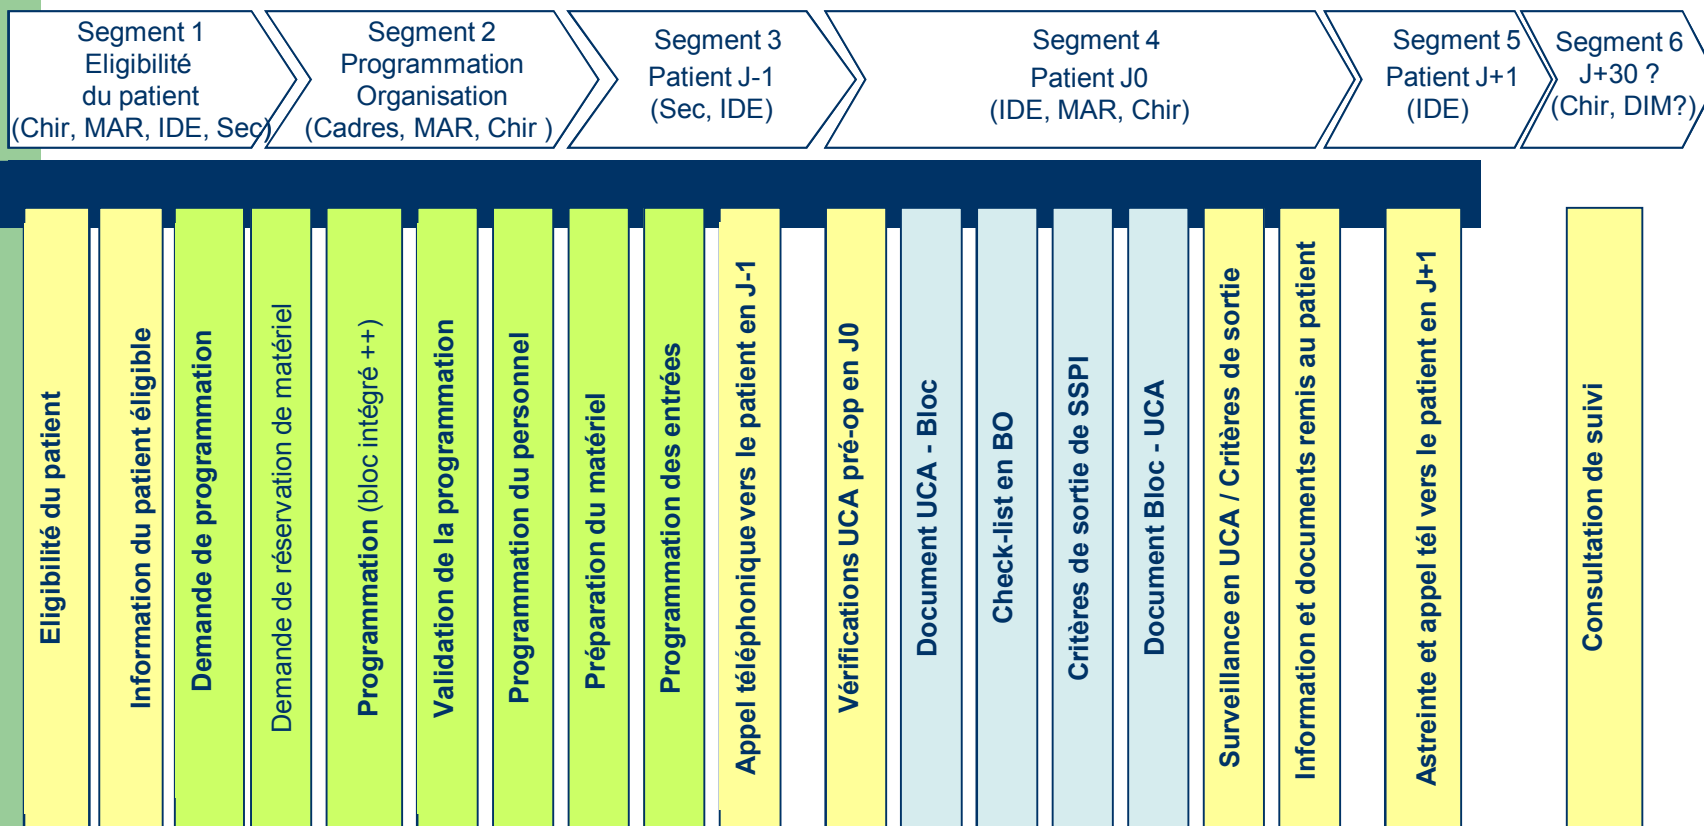 Segment 1
Eligibilité
du patient
(Chir, MAR, IDE, Sec)
Segment 2
Programmation
Organisation
(Cadres, MAR, Chir )
Segment 3
Patient J-1
(Sec, IDE)
Segment 4
Patient J0
(IDE, MAR, Chir)
Segment 5
Patient J+1
(IDE)
Segment 6
J+30 ?
(Chir, DIM?)
Eligibilité du patient
Information du patient éligible
Demande de programmation
Demande de réservation de matériel
Programmation (bloc intégré ++)
Validation de la programmation
Programmation du personnel
Préparation du matériel
Programmation des entrées
Appel téléphonique vers le patient en J-1
Vérifications UCA pré-op en J0
Document UCA - Bloc
Check-list en BO
Critères de sortie de SSPI
Document Bloc - UCA
Surveillance en UCA / Critères de sortie
Information et documents remis au patient
Astreinte et appel tél vers le patient en J+1
Consultation de suivi